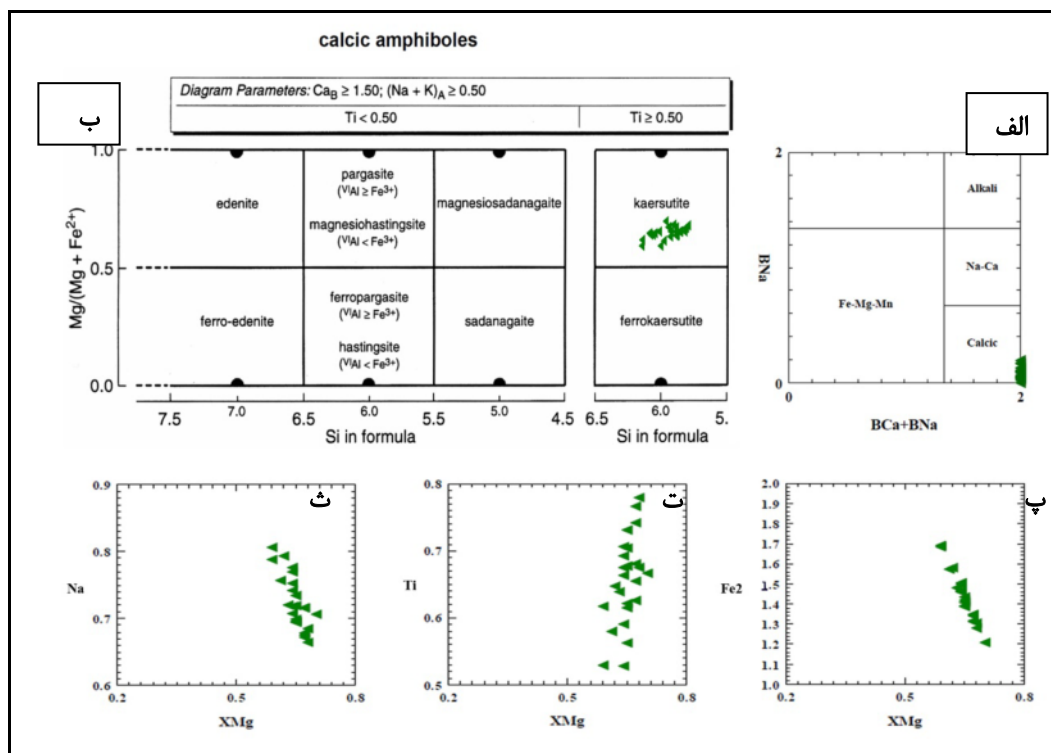 calcic amphiboles
الف
2
Alkali
Na-Ca
Fe-Mg-Mn
Calcic
BNa
0
0
2
BCa+BNa
ب
Diagram Parameters: CaB ≥ 1.50; (Na + K)A ≥ 0.50
Ti < 0.50
Ti ≥ 0.50
1.0
0.5
0.0
Mg/(Mg + Fe2+)
edenite
pargasite
(VIAl ≥ Fe3+)
magnesiohastingsite
(VIAl < Fe3+)
magnesiosadanagaite
kaersutite
ferro-edenite
ferropargasite
(VIAl ≥ Fe3+)
hastingsite
(VIAl < Fe3+)
sadanagaite
ferrokaersutite
7.5 7.0 6.5 6.0 5.5 5.0 4.5
Si in formula
6.5 6.0 5.
Si in formula
پ
2.0
1.9
1.8
1.7
1.6
1.5
1.4
1.3
1.2
1.1
1.0
Fe2
0.2 0.5 0.8
XMg
ت
0.8
0.7
0.6
0.5
Ti
0.2 0.5 0.8
XMg
ث
0.9
0.8
0.7
0.6
Na
0.2 0.5 0.8
XMg